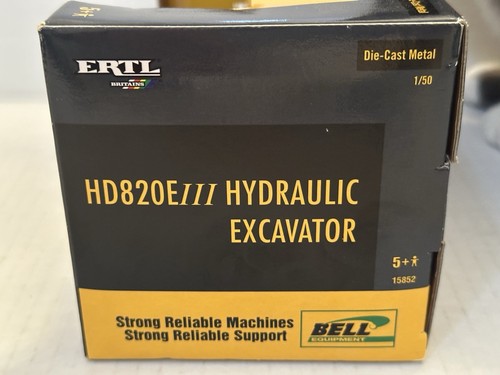 5+
ERTL
BRITAINS
Die-Cast Metal
1/50
HD820EIII HYDRAULIC
EXCAVATOR
5+
15852
Strong Reliable Machines
Strong Reliable Support
BELL
EQUIPMENT